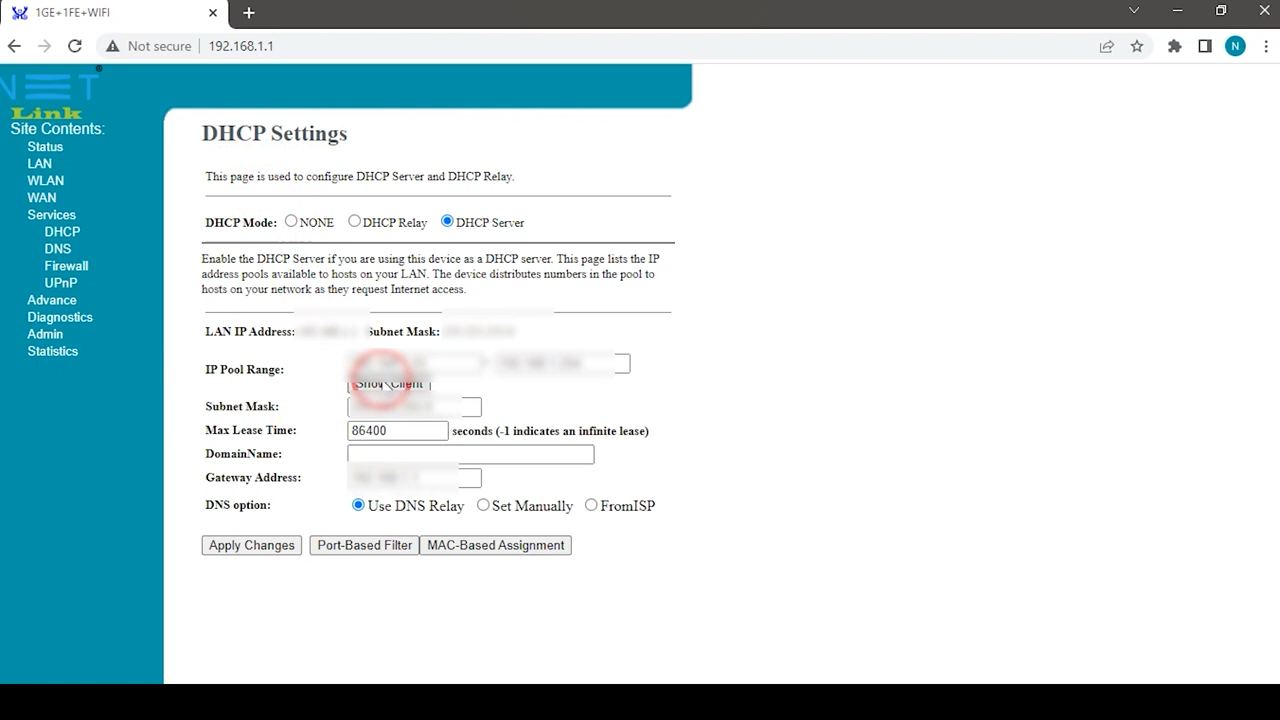 1GE+1FE+WIFI
Not secure 192.168.1.1
N
NET
Link
Site Contents:
Status
LAN
WLAN
WAN
Services
DHCP
DNS
Firewall
UPnP
Advance
Diagnostics
Admin
Statistics
DHCP Settings
This page is used to configure DHCP Server and DHCP Relay.
DHCP Mode: NONE DHCP Relay DHCP Server
Enable the DHCP Server if you are using this device as a DHCP server. This page lists the IP
address pools available to hosts on your LAN. The device distributes numbers in the pool to
hosts on your network as they request Internet access.
LAN IP Address: Subnet Mask:
IP Pool Range:
Show Client
Subnet Mask:
Max Lease Time: 86400 seconds (-1 indicates an infinite lease)
DomainName:
Gateway Address:
DNS option: Use DNS Relay Set Manually FromISP
Apply Changes Port-Based Filter MAC-Based Assignment